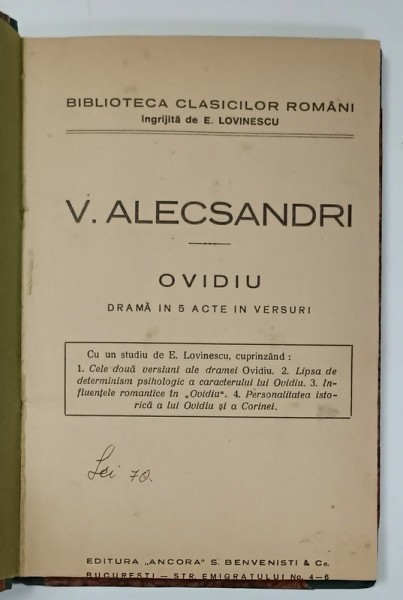 BIBLIOTECA CLASICILOR ROMÂNI
îngrijită de E. LOVINESCU
V. ALECSANDRI
OVIDIU
DRAMĂ IN 5 ACTE IN VERSURI
Cu un studiu de E. Lovinescu, cuprinzând :
1. Cele două versiuni ale dramei Ovidiu. 2. Lipsa de
determinism psihologic a caracterului lui Ovidiu. 3. In-
fluențele romantice în „Ovidiu“. 4. Personalitatea isto-
rică a lui Ovidiu și a Corinei.
Lei 70.
EDITURA „ANCORA” S. BENVENISTI & Co.
BUCUREȘTI — STR. EMIGRATULUI No. 4—6